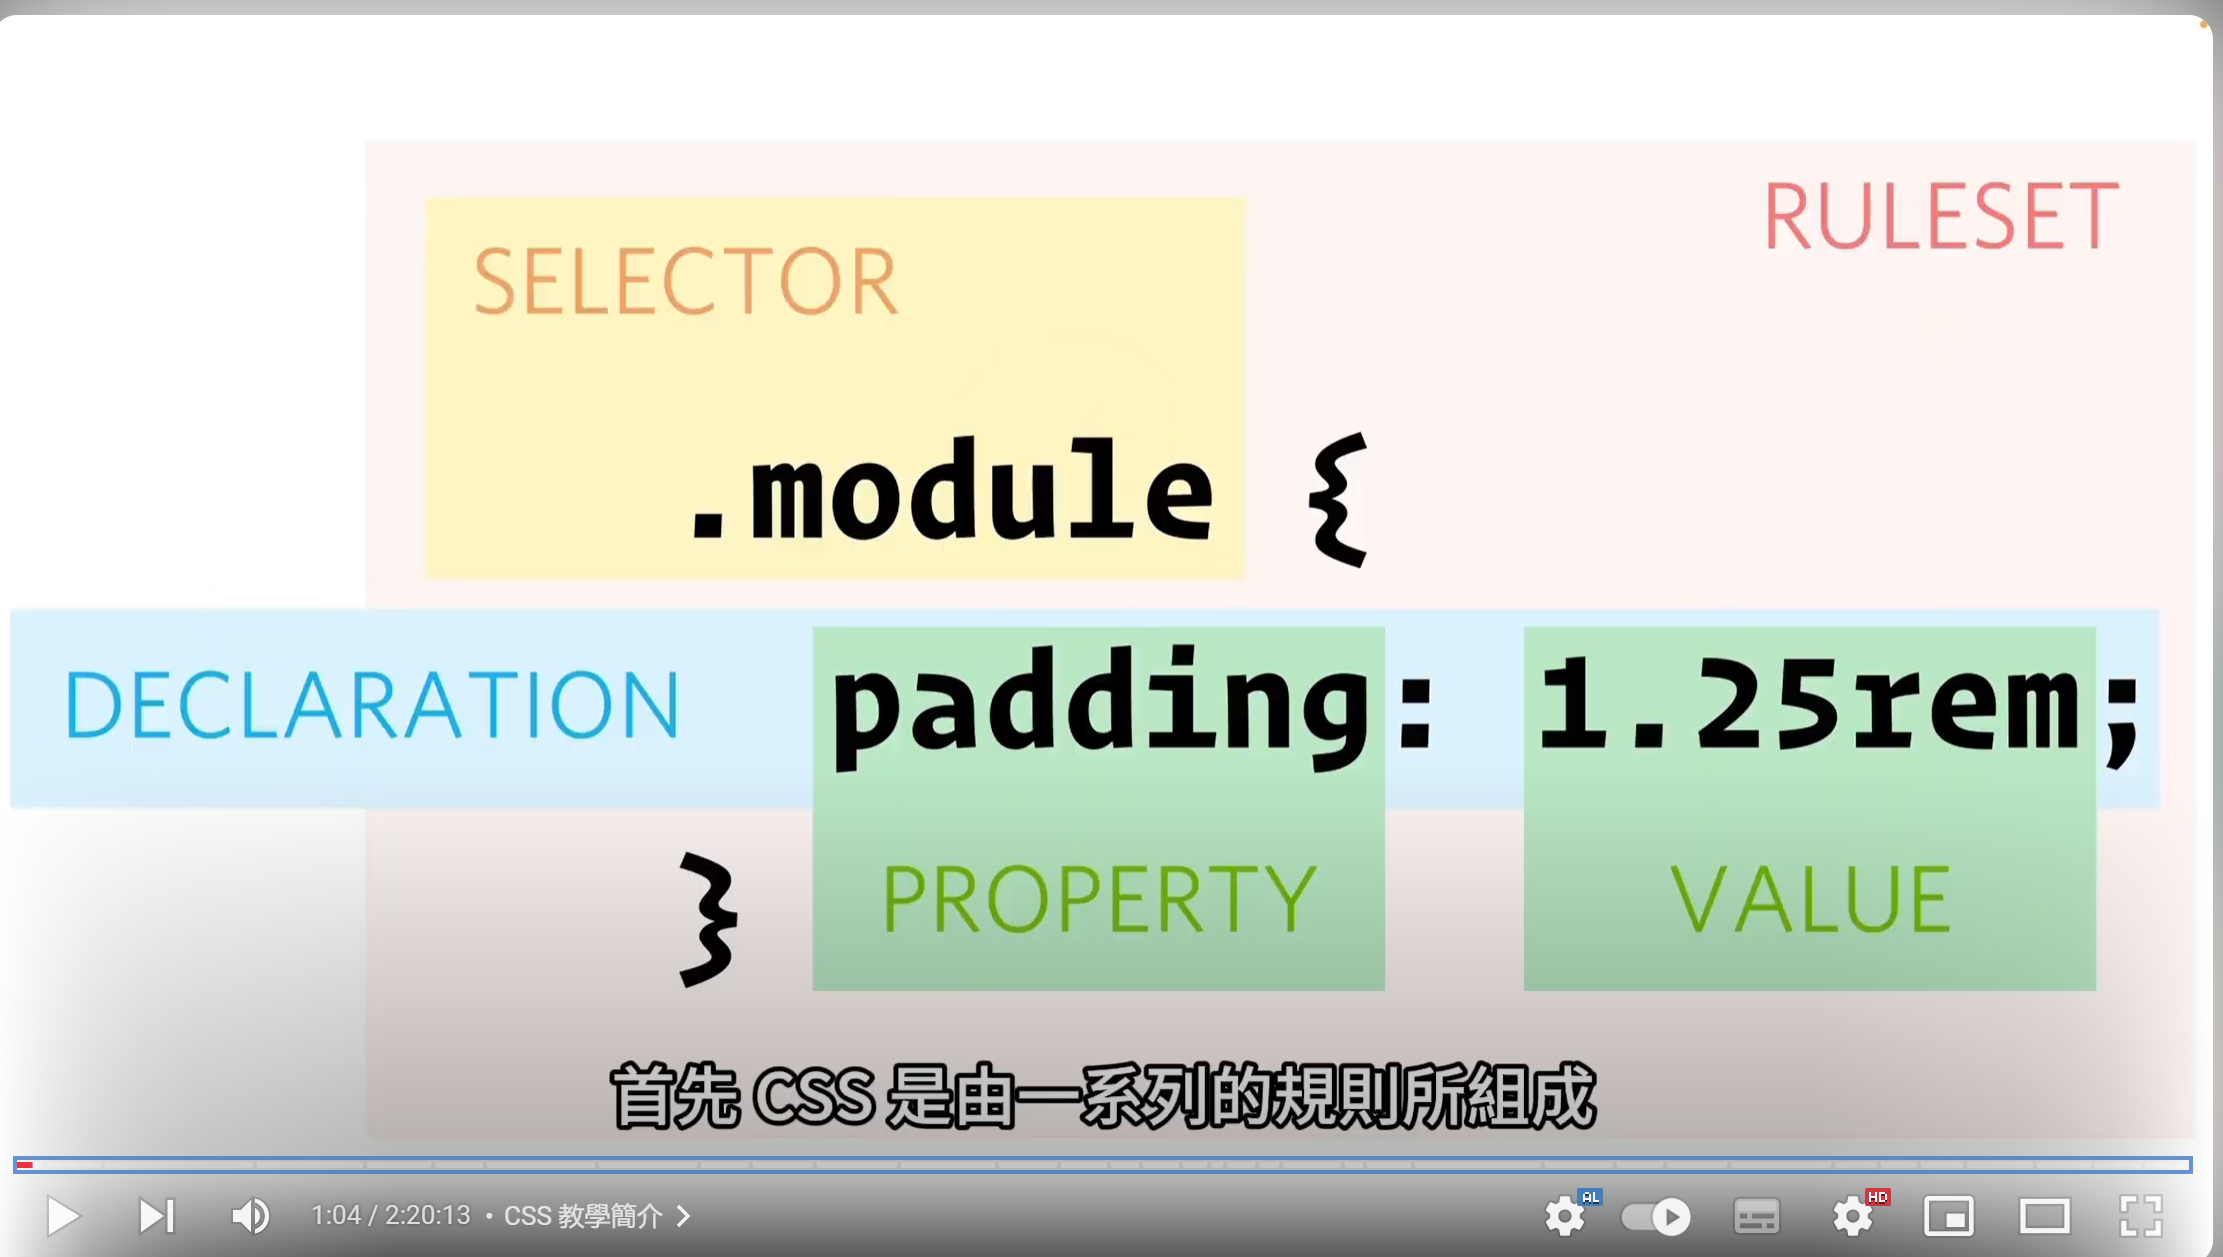 RULESET
SELECTOR
.module {
DECLARATION
padding: 1.25rem;
}
PROPERTY
VALUE
首先 CSS 是由一系列的規則所組成
1:04 / 2:20:13 • CSS 教學簡介
AL
HD